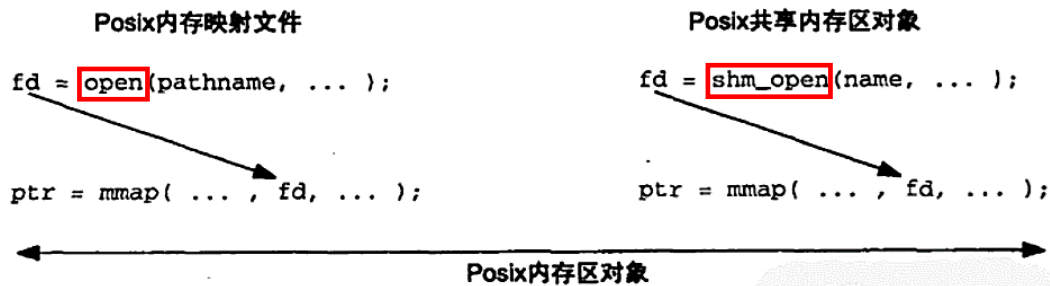 Posix内存映射文件
fd = open(pathname, ... );
ptr = mmap( ... , fd, ... );
Posix共享内存区对象
fd = shm_open(name, ... );
ptr = mmap( ... , fd, ... );
Posix内存区对象